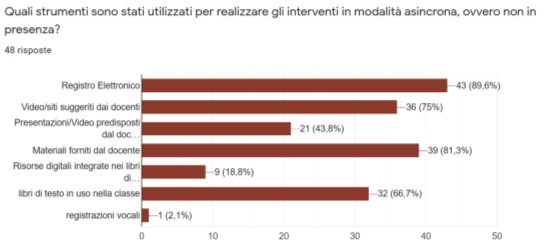 Quali strumenti sono stati utilizzati per realizzare gli interventi in modalità asincrona, ovvero non in
presenza?
48 risposte
Registro Elettronico
43 (89,6%)
Video/siti suggeriti dai docenti
36 (75%)
Presentazioni/Video predisposti
dal doc…
21 (43,8%)
Materiali forniti dal docente
39 (81,3%)
Risorse digitali integrate nei libri
di…
9 (18,8%)
libri di testo in uso nella classe
32 (66,7%)
registrazioni vocali
1 (2,1%)
0 10 20 30 40 50